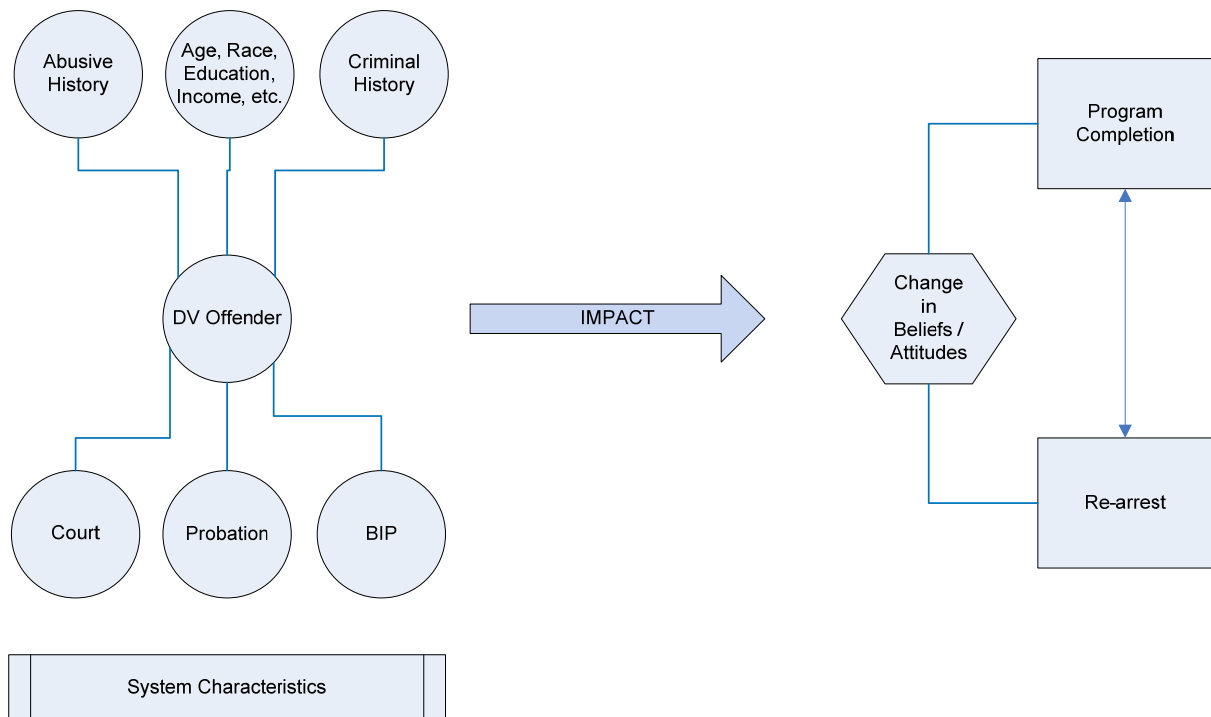 Abusive
History
Age, Race,
Education,
Income, etc.
Criminal
History
DV Offender
Court
Probation
BIP
System Characteristics
IMPACT
Change
in
Beliefs /
Attitudes
Program
Completion
Re-arrest